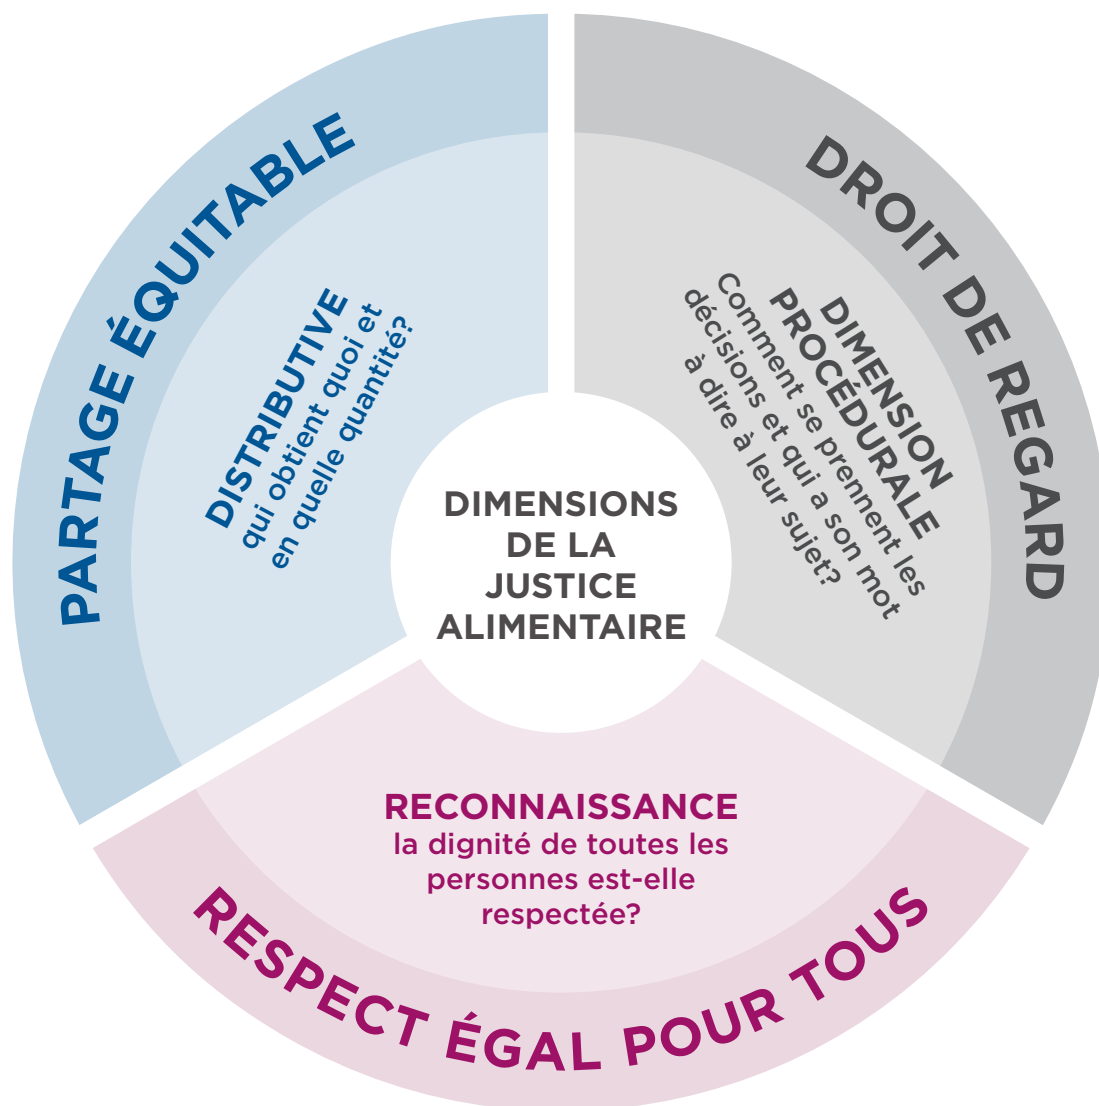 PARTAGE ÉQUITABLE
DISTRIBUTIVE
qui obtient quoi et
en quelle quantité?
DROIT DE REGARD
DIMENSION
PROCÉDURALE
Comment se prennent les
décisions et qui a son mot
à dire à leur sujet?
DIMENSIONS
DE LA
JUSTICE
ALIMENTAIRE
RECONNAISSANCE
la dignité de toutes les
personnes est-elle
respectée?
RESPECT ÉGAL POUR TOUS